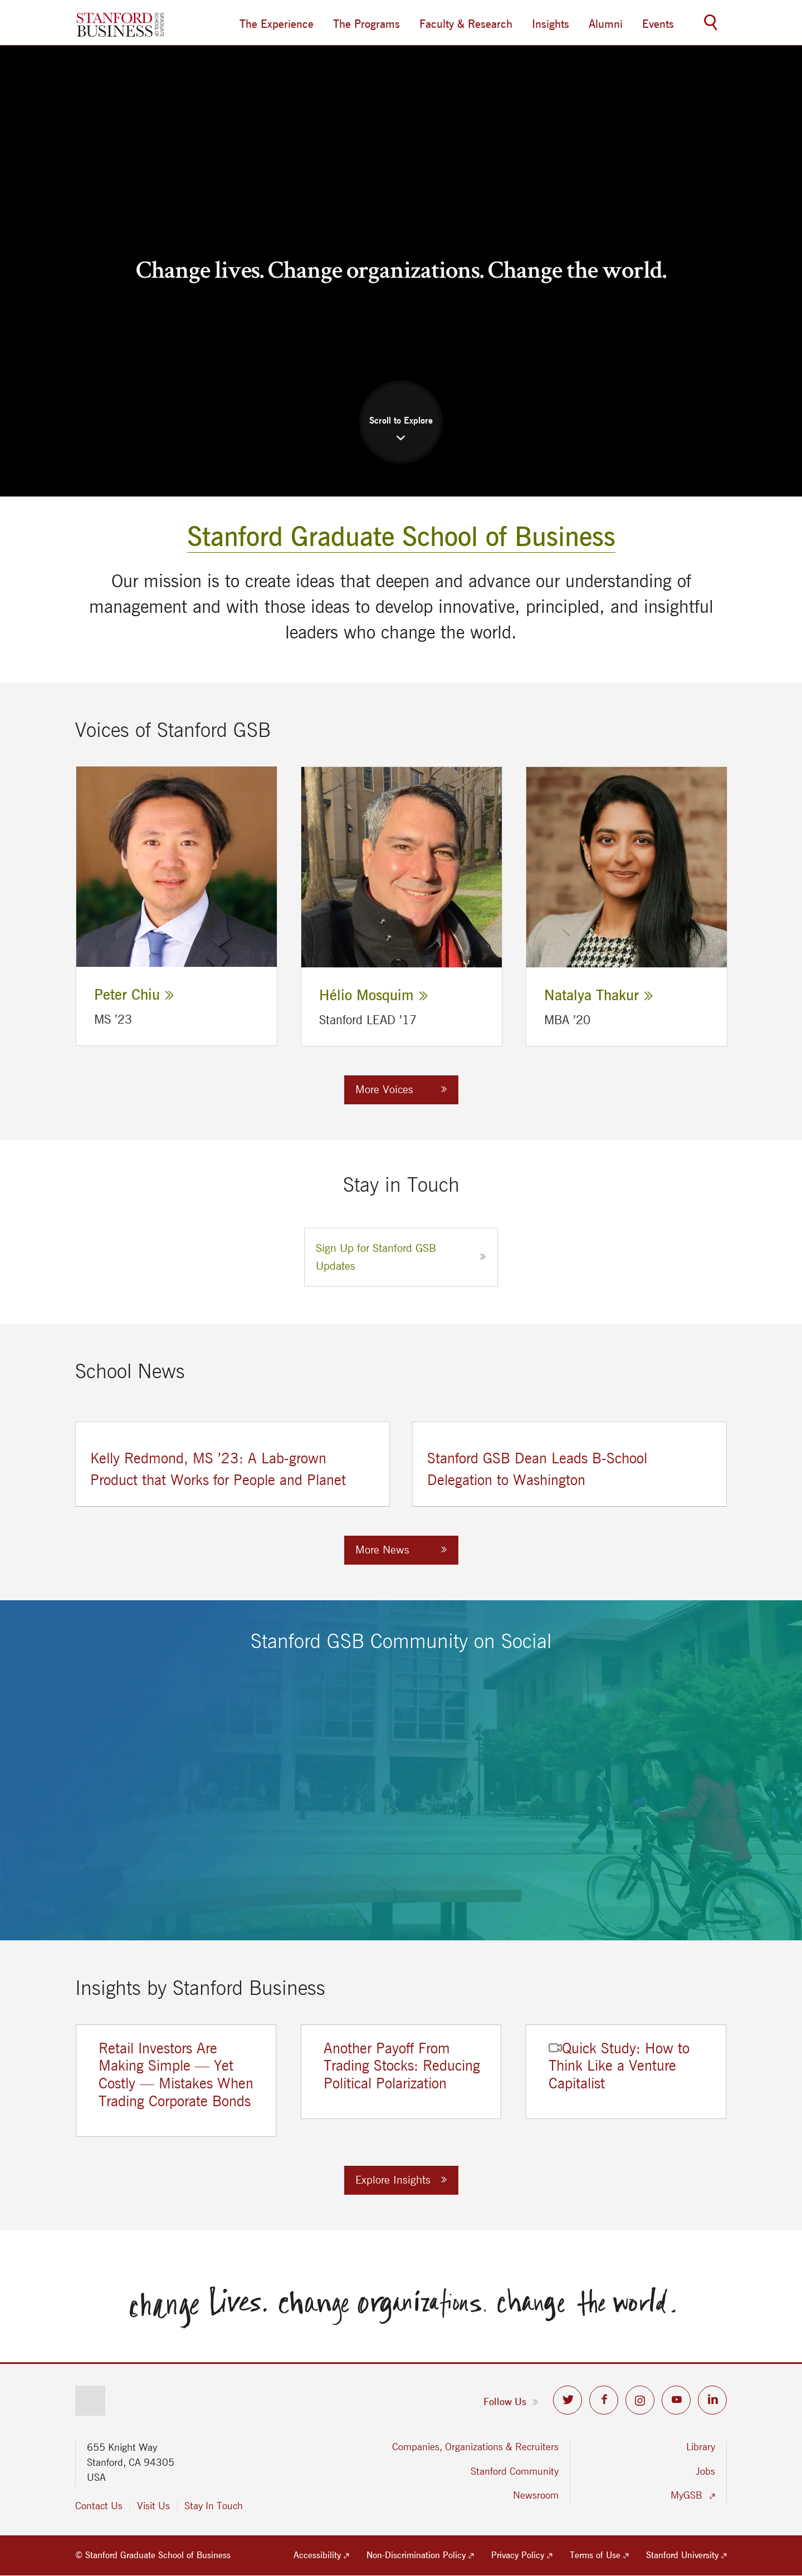 STANFORD
BUSINESS
GRADUATE
SCHOOL OF
The Experience
The Programs
Faculty & Research
Insights
Alumni
Events
Change lives. Change organizations. Change the world.
Scroll to Explore
Stanford Graduate School of Business
Our mission is to create ideas that deepen and advance our understanding of
management and with those ideas to develop innovative, principled, and insightful
leaders who change the world.
Voices of Stanford GSB
Peter Chiu »
MS ’23
Hélio Mosquim »
Stanford LEAD ’17
Natalya Thakur »
MBA ’20
More Voices »
Stay in Touch
Sign Up for Stanford GSB
Updates »
School News
Kelly Redmond, MS ’23: A Lab-grown
Product that Works for People and Planet
Stanford GSB Dean Leads B-School
Delegation to Washington
More News »
Stanford GSB Community on Social
Insights by Stanford Business
Retail Investors Are
Making Simple — Yet
Costly — Mistakes When
Trading Corporate Bonds
Another Payoff From
Trading Stocks: Reducing
Political Polarization
Quick Study: How to
Think Like a Venture
Capitalist
Explore Insights »
change lives. change organizations. change the world.
Follow Us »
655 Knight Way
Stanford, CA 94305
USA
Contact Us
Visit Us
Stay In Touch
Companies, Organizations & Recruiters
Stanford Community
Newsroom
Library
Jobs
MyGSB
© Stanford Graduate School of Business
Accessibility
Non-Discrimination Policy
Privacy Policy
Terms of Use
Stanford University